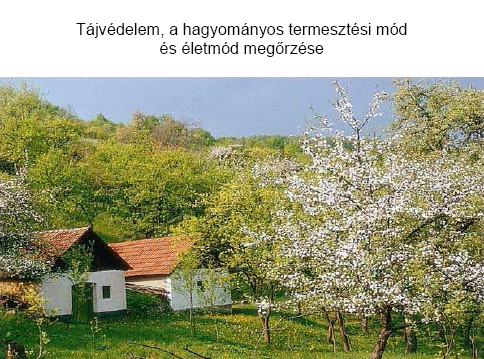 Tájvédelem, a hagyományos termesztési mód
és életmód megőrzése